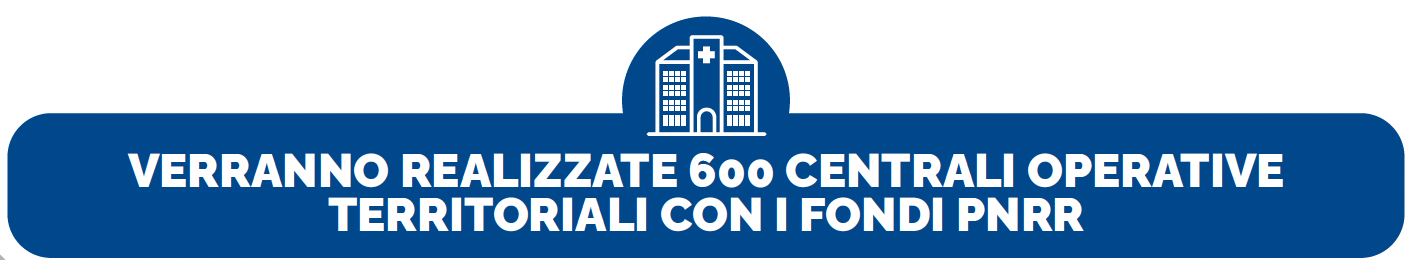 VERRANNO REALIZZATE 600 CENTRALI OPERATIVE
TERRITORIALI CON I FONDI PNRR